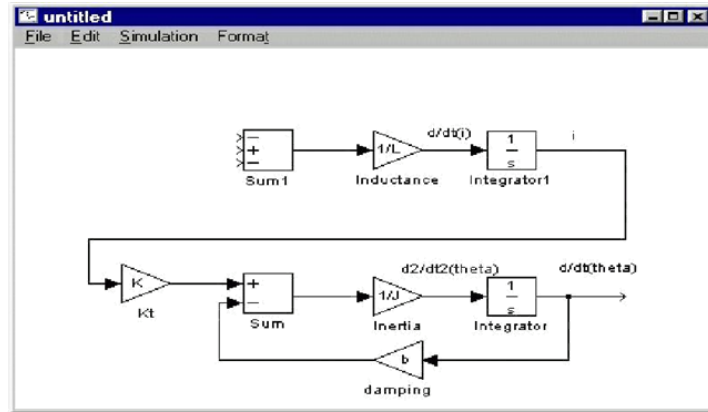 untitled
File Edit Simulation Format
d/dt(i) i
−
+
−
1/L
1
s
Sum1 Inductance Integrator1
d2/dt2(theta) d/dt(theta)
K
+
−
1/J
1
s
Kt Sum Inertia Integrator
b
damping